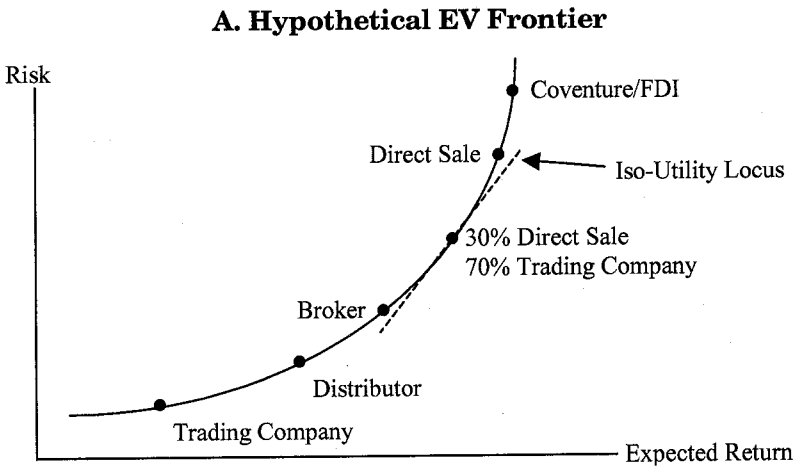 A. Hypothetical EV Frontier
Risk
Coventure/FDI
Direct Sale
Iso-Utility Locus
30% Direct Sale
70% Trading Company
Broker
Distributor
Trading Company
Expected Return